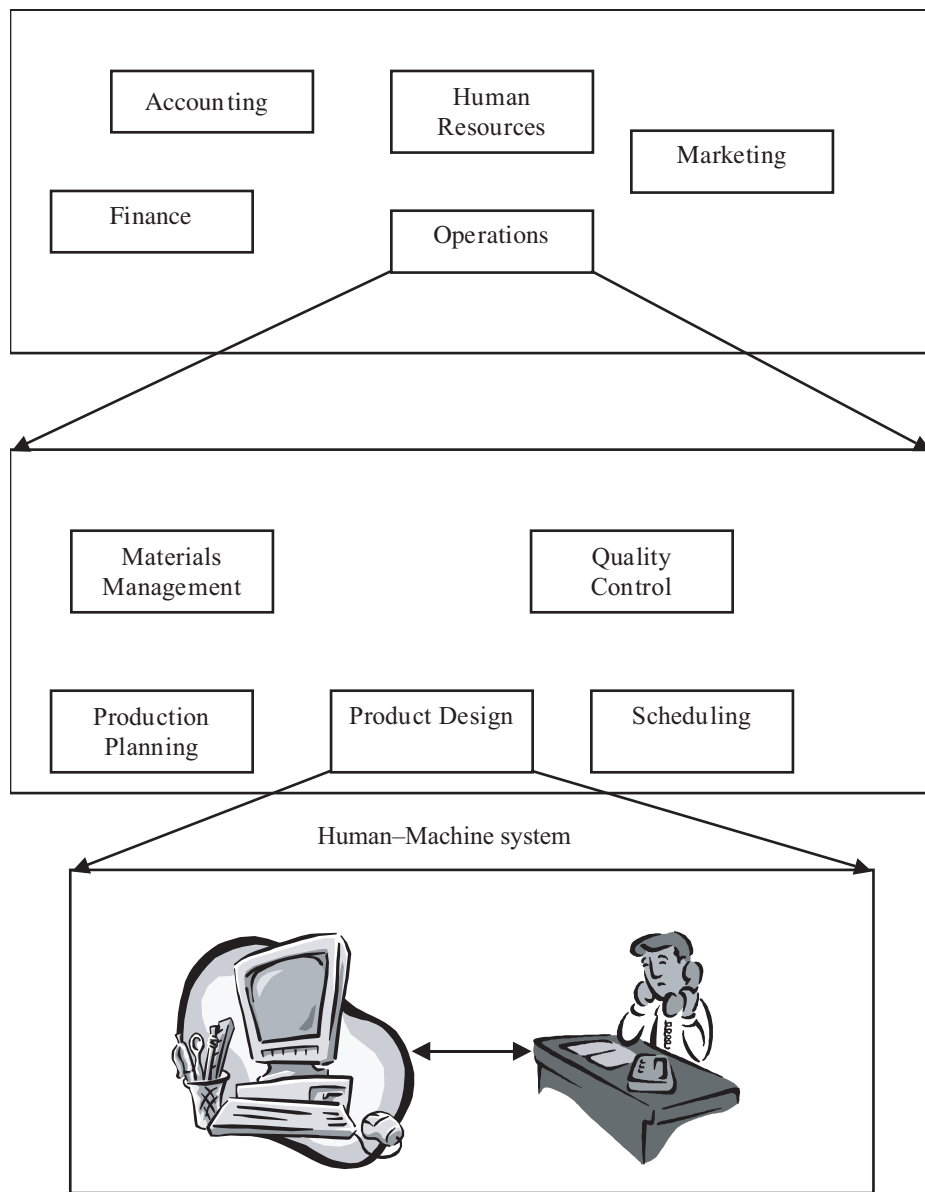 Accounting
Human
Resources
Marketing
Finance
Operations
Materials
Management
Quality
Control
Production
Planning
Product Design
Scheduling
Human–Machine system